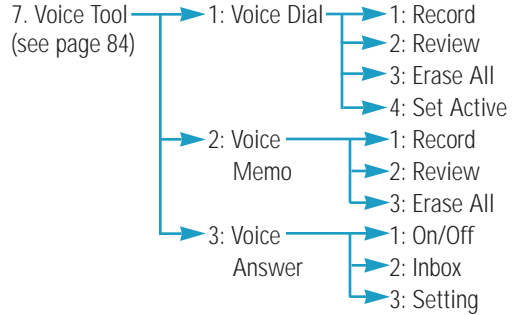 7. Voice Tool 1: Voice Dial 1: Record
(see page 84) 2: Review
3: Erase All
4: Set Active
2: Voice 1: Record
Memo 2: Review
3: Erase All
3: Voice 1: On/Off
Answer 2: Inbox
3: Setting